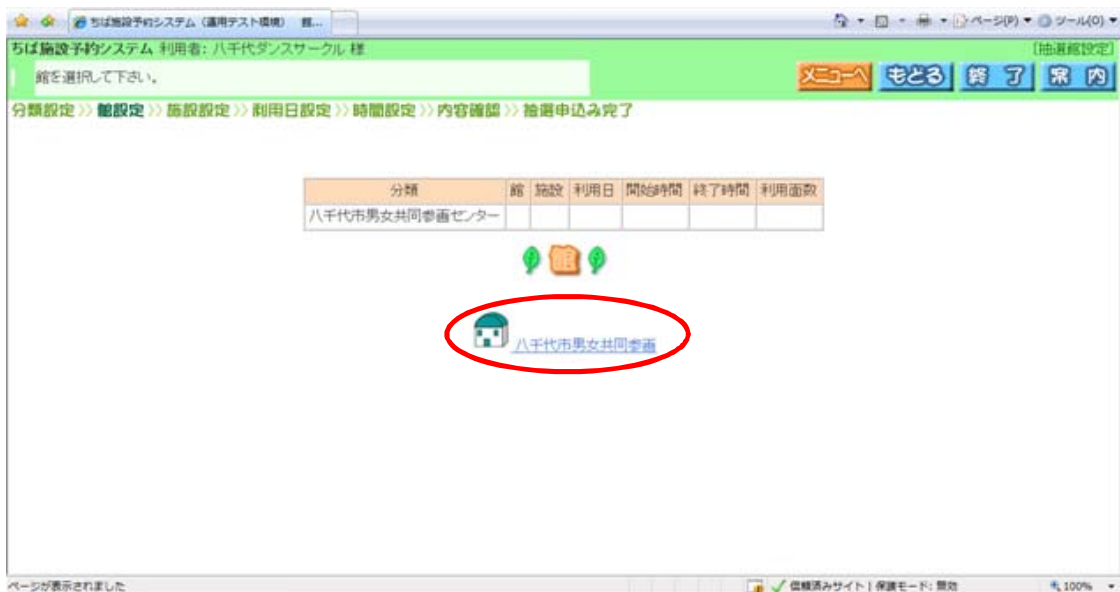 ちば施設予約システム（運用テスト環境） 館...
ページ(P) ツール(O)
ちば施設予約システム 利用者: 八千代ダンスサークル 様 [抽選館設定]
館を選択して下さい。
メニューへ もどる 終 了 案 内
分類設定 >> 館設定 >> 施設設定 >> 利用日設定 >> 時間設定 >> 内容確認 >> 抽選申込み完了
分類 館 施設 利用日 開始時間 終了時間 利用面数
八千代市男女共同参画センター
館
八千代市男女共同参画
ページが表示されました 信頼済みサイト | 保護モード: 無効 100%